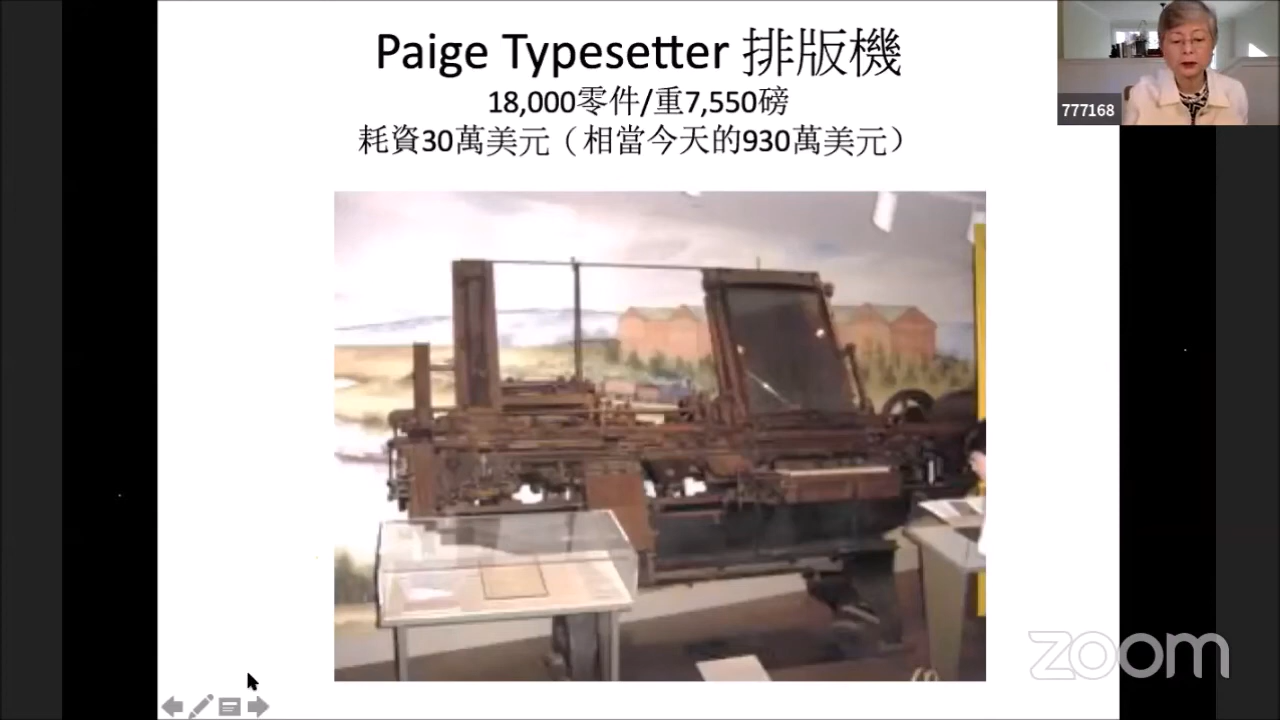 Paige Typesetter 排版機
18,000零件/重7,550磅
耗資30萬美元（相當今天的930萬美元）
777168
zoom